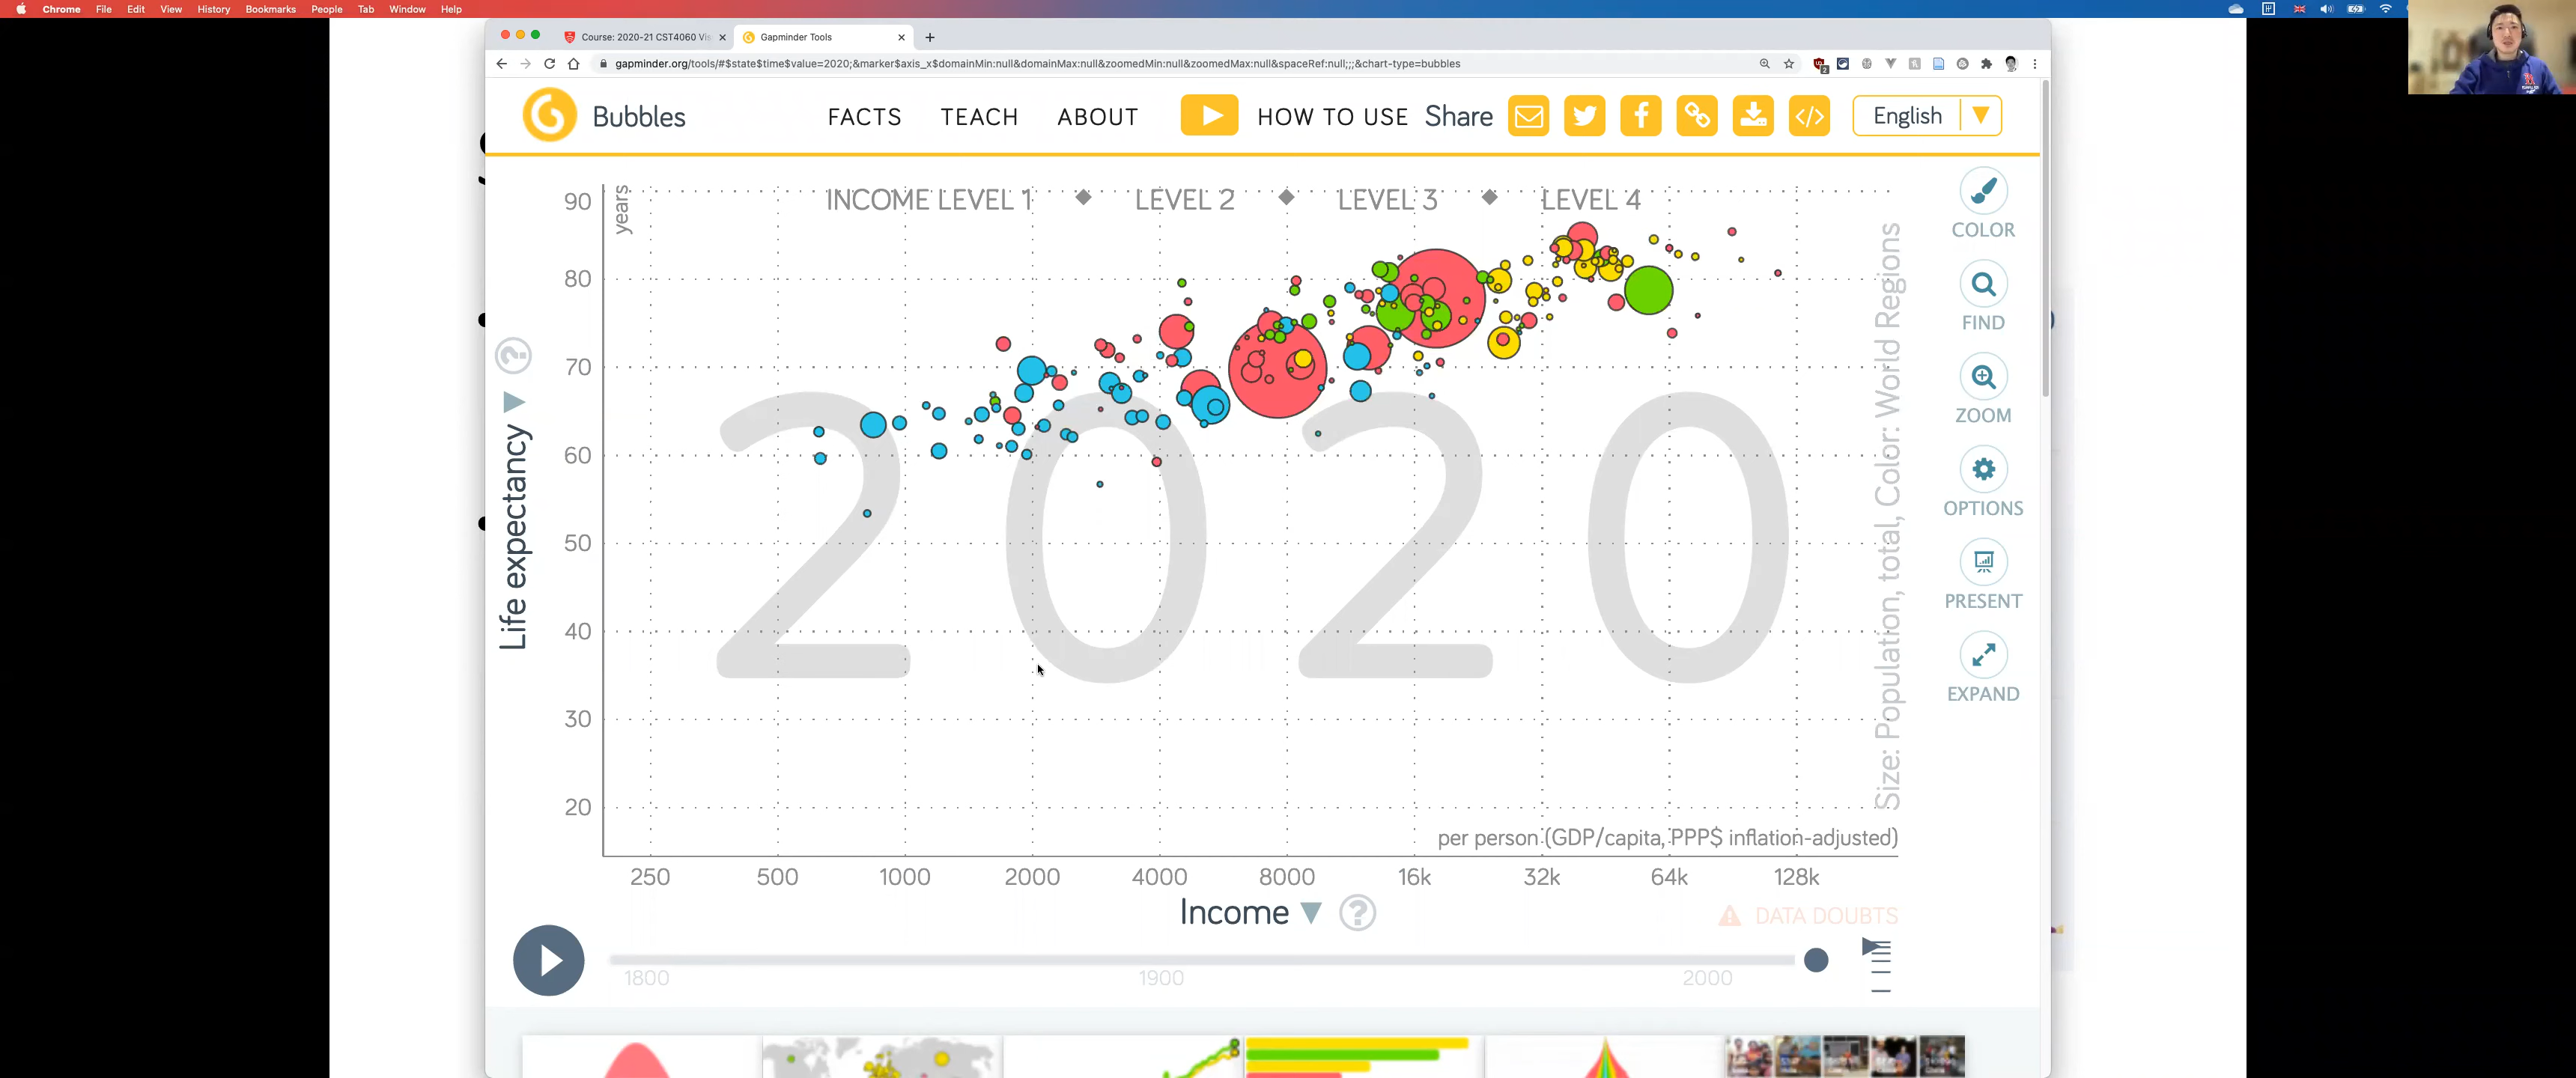 Chrome File Edit View History Bookmarks People Tab Window Help
Course: 2020-21 CST4060 Vis
Gapminder Tools
gapminder.org/tools/#$state$time$value=2020;&marker$axis_x$domainMin:null&domainMax:null&zoomedMin:null&zoomedMax:null&spaceRef:null;;;&chart-type=bubbles
2
Bubbles
FACTS TEACH ABOUT HOW TO USE Share English
90
80
70
60
50
40
30
20
years
INCOME LEVEL 1 LEVEL 2 LEVEL 3 LEVEL 4
Life expectancy
2020
Size: Population, total, Color: World Regions
per person (GDP/capita, PPP$ inflation-adjusted)
250 500 1000 2000 4000 8000 16k 32k 64k 128k
Income
DATA DOUBTS
1800 1900 2000
COLOR
FIND
ZOOM
OPTIONS
PRESENT
EXPAND